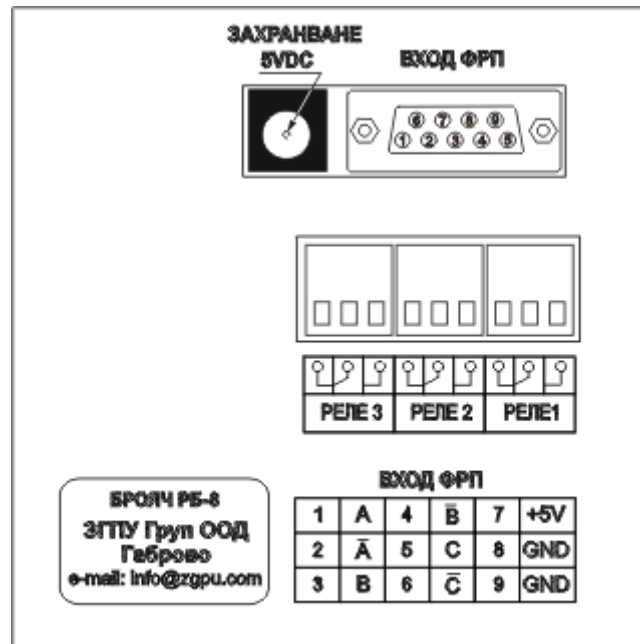 ЗАХРАНВАНЕ
5VDC
ВХОД ФРП
6 7 8 9
1 2 3 4 5
РЕЛЕ 3 РЕЛЕ 2 РЕЛЕ1
ВХОД ФРП
1 A 4 B̅ 7 +5V
2 A̅ 5 C 8 GND
3 B 6 C̅ 9 GND
БРОЯЧ РБ-8
ЗГПУ Груп ООД
Габрово
e-mail: info@zgpu.com